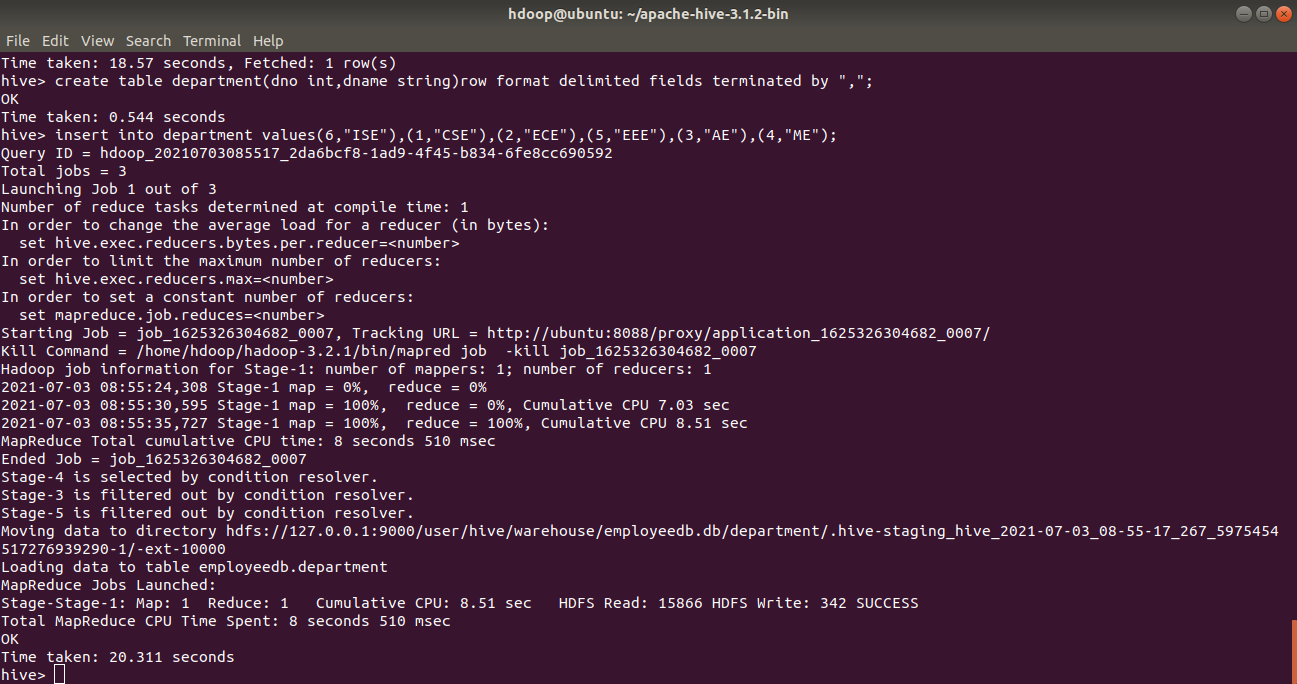 hdoop@ubuntu: ~/apache-hive-3.1.2-bin
File Edit View Search Terminal Help
Time taken: 18.57 seconds, Fetched: 1 row(s)
hive> create table department(dno int,dname string)row format delimited fields terminated by ",";
OK
Time taken: 0.544 seconds
hive> insert into department values(6,"ISE"),(1,"CSE"),(2,"ECE"),(5,"EEE"),(3,"AE"),(4,"ME");
Query ID = hdoop_20210703085517_2da6bcf8-1ad9-4f45-b834-6fe8cc690592
Total jobs = 3
Launching Job 1 out of 3
Number of reduce tasks determined at compile time: 1
In order to change the average load for a reducer (in bytes):
  set hive.exec.reducers.bytes.per.reducer=<number>
In order to limit the maximum number of reducers:
  set hive.exec.reducers.max=<number>
In order to set a constant number of reducers:
  set mapreduce.job.reduces=<number>
Starting Job = job_1625326304682_0007, Tracking URL = http://ubuntu:8088/proxy/application_1625326304682_0007/
Kill Command = /home/hdoop/hadoop-3.2.1/bin/mapred job  -kill job_1625326304682_0007
Hadoop job information for Stage-1: number of mappers: 1; number of reducers: 1
2021-07-03 08:55:24,308 Stage-1 map = 0%,  reduce = 0%
2021-07-03 08:55:30,595 Stage-1 map = 100%,  reduce = 0%, Cumulative CPU 7.03 sec
2021-07-03 08:55:35,727 Stage-1 map = 100%,  reduce = 100%, Cumulative CPU 8.51 sec
MapReduce Total cumulative CPU time: 8 seconds 510 msec
Ended Job = job_1625326304682_0007
Stage-4 is selected by condition resolver.
Stage-3 is filtered out by condition resolver.
Stage-5 is filtered out by condition resolver.
Moving data to directory hdfs://127.0.0.1:9000/user/hive/warehouse/employeedb.db/department/.hive-staging_hive_2021-07-03_08-55-17_267_5975454
517276939290-1/-ext-10000
Loading data to table employeedb.department
MapReduce Jobs Launched:
Stage-Stage-1: Map: 1  Reduce: 1   Cumulative CPU: 8.51 sec   HDFS Read: 15866 HDFS Write: 342 SUCCESS
Total MapReduce CPU Time Spent: 8 seconds 510 msec
OK
Time taken: 20.311 seconds
hive>